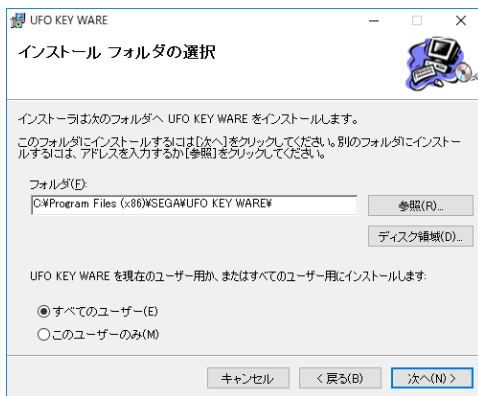 UFO KEY WARE
インストール フォルダの選択
インストーラは次のフォルダへ UFO KEY WARE をインストールします。
このフォルダにインストールするには[次へ]をクリックしてください。別のフォルダにインストー
ルするには、アドレスを入力するか[参照]をクリックしてください。
フォルダ(F):
C:¥Program Files (x86)¥SEGA¥UFO KEY WARE¥
参照(R)...
ディスク領域(D)...
UFO KEY WARE を現在のユーザー用か、またはすべてのユーザー用にインストールします:
すべてのユーザー(E)
このユーザーのみ(M)
キャンセル
< 戻る(B)
次へ(N) >